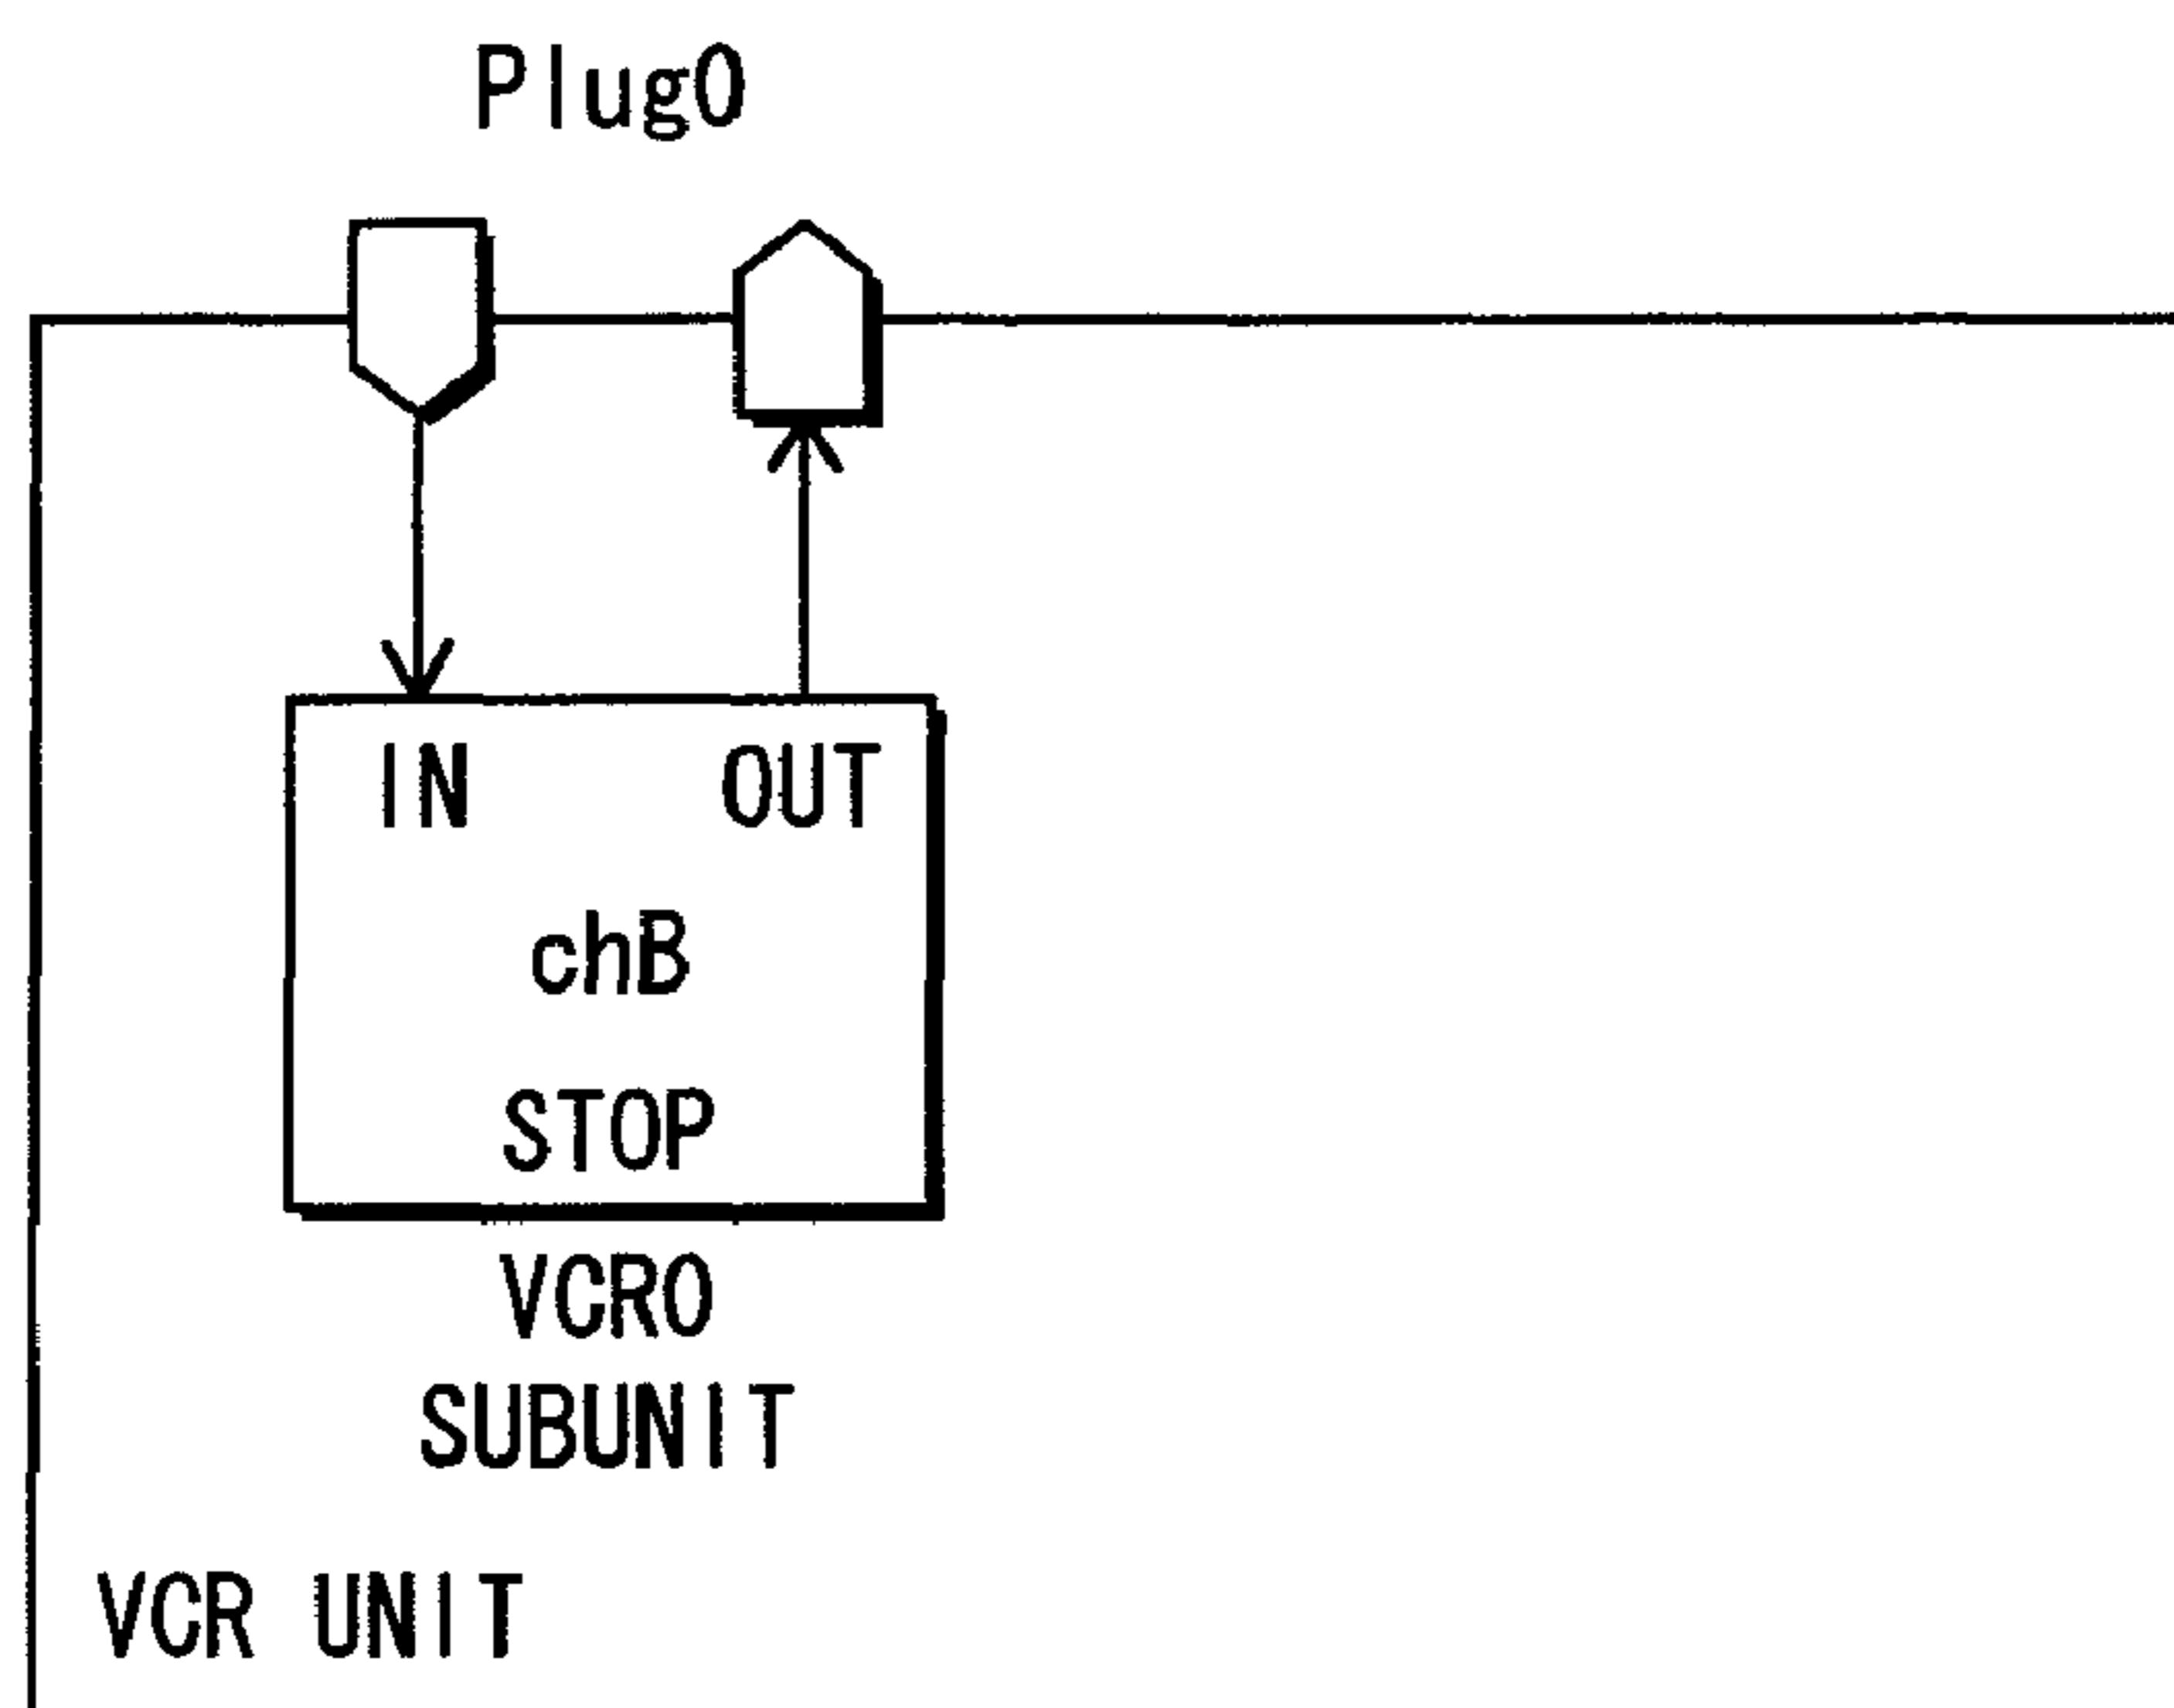 Plug0
IN OUT
chB
STOP
VCR0
SUBUNIT
VCR UNIT